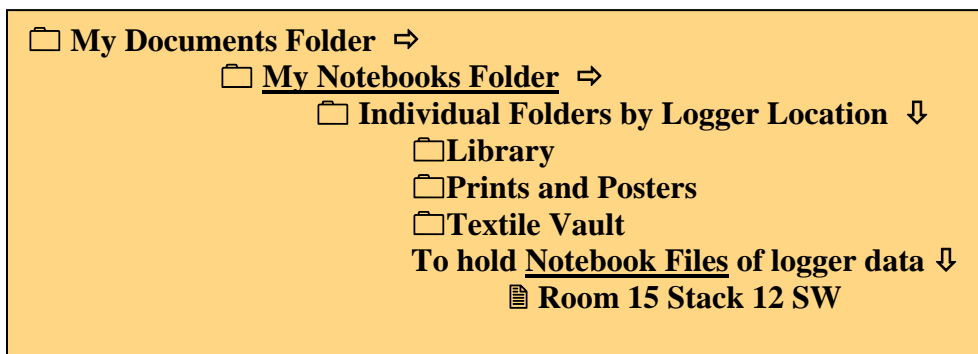 My Documents Folder ⇨
My Notebooks Folder ⇨
Individual Folders by Logger Location ⇩
Library
Prints and Posters
Textile Vault
To hold Notebook Files of logger data ⇩
Room 15 Stack 12 SW